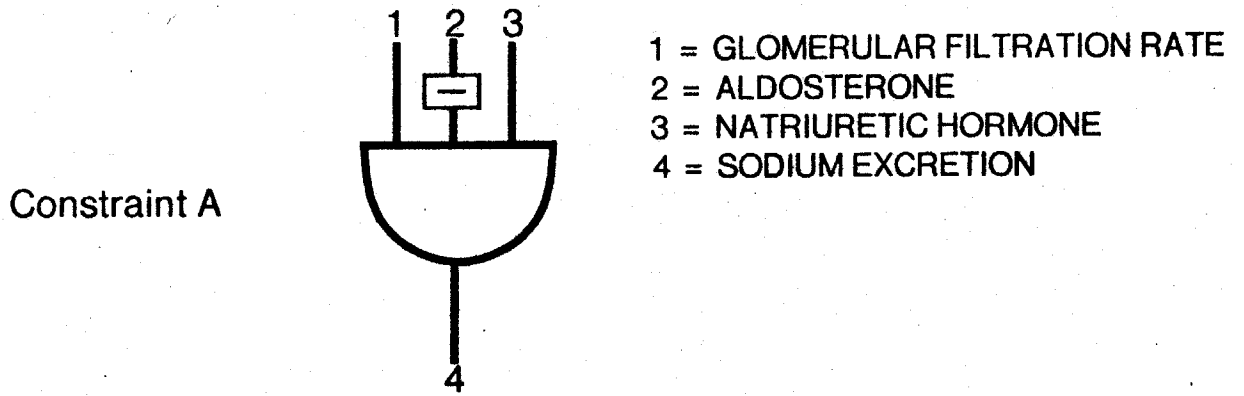 1 2 3
1 = GLOMERULAR FILTRATION RATE
2 = ALDOSTERONE
3 = NATRIURETIC HORMONE
4 = SODIUM EXCRETION
−
Constraint A
4